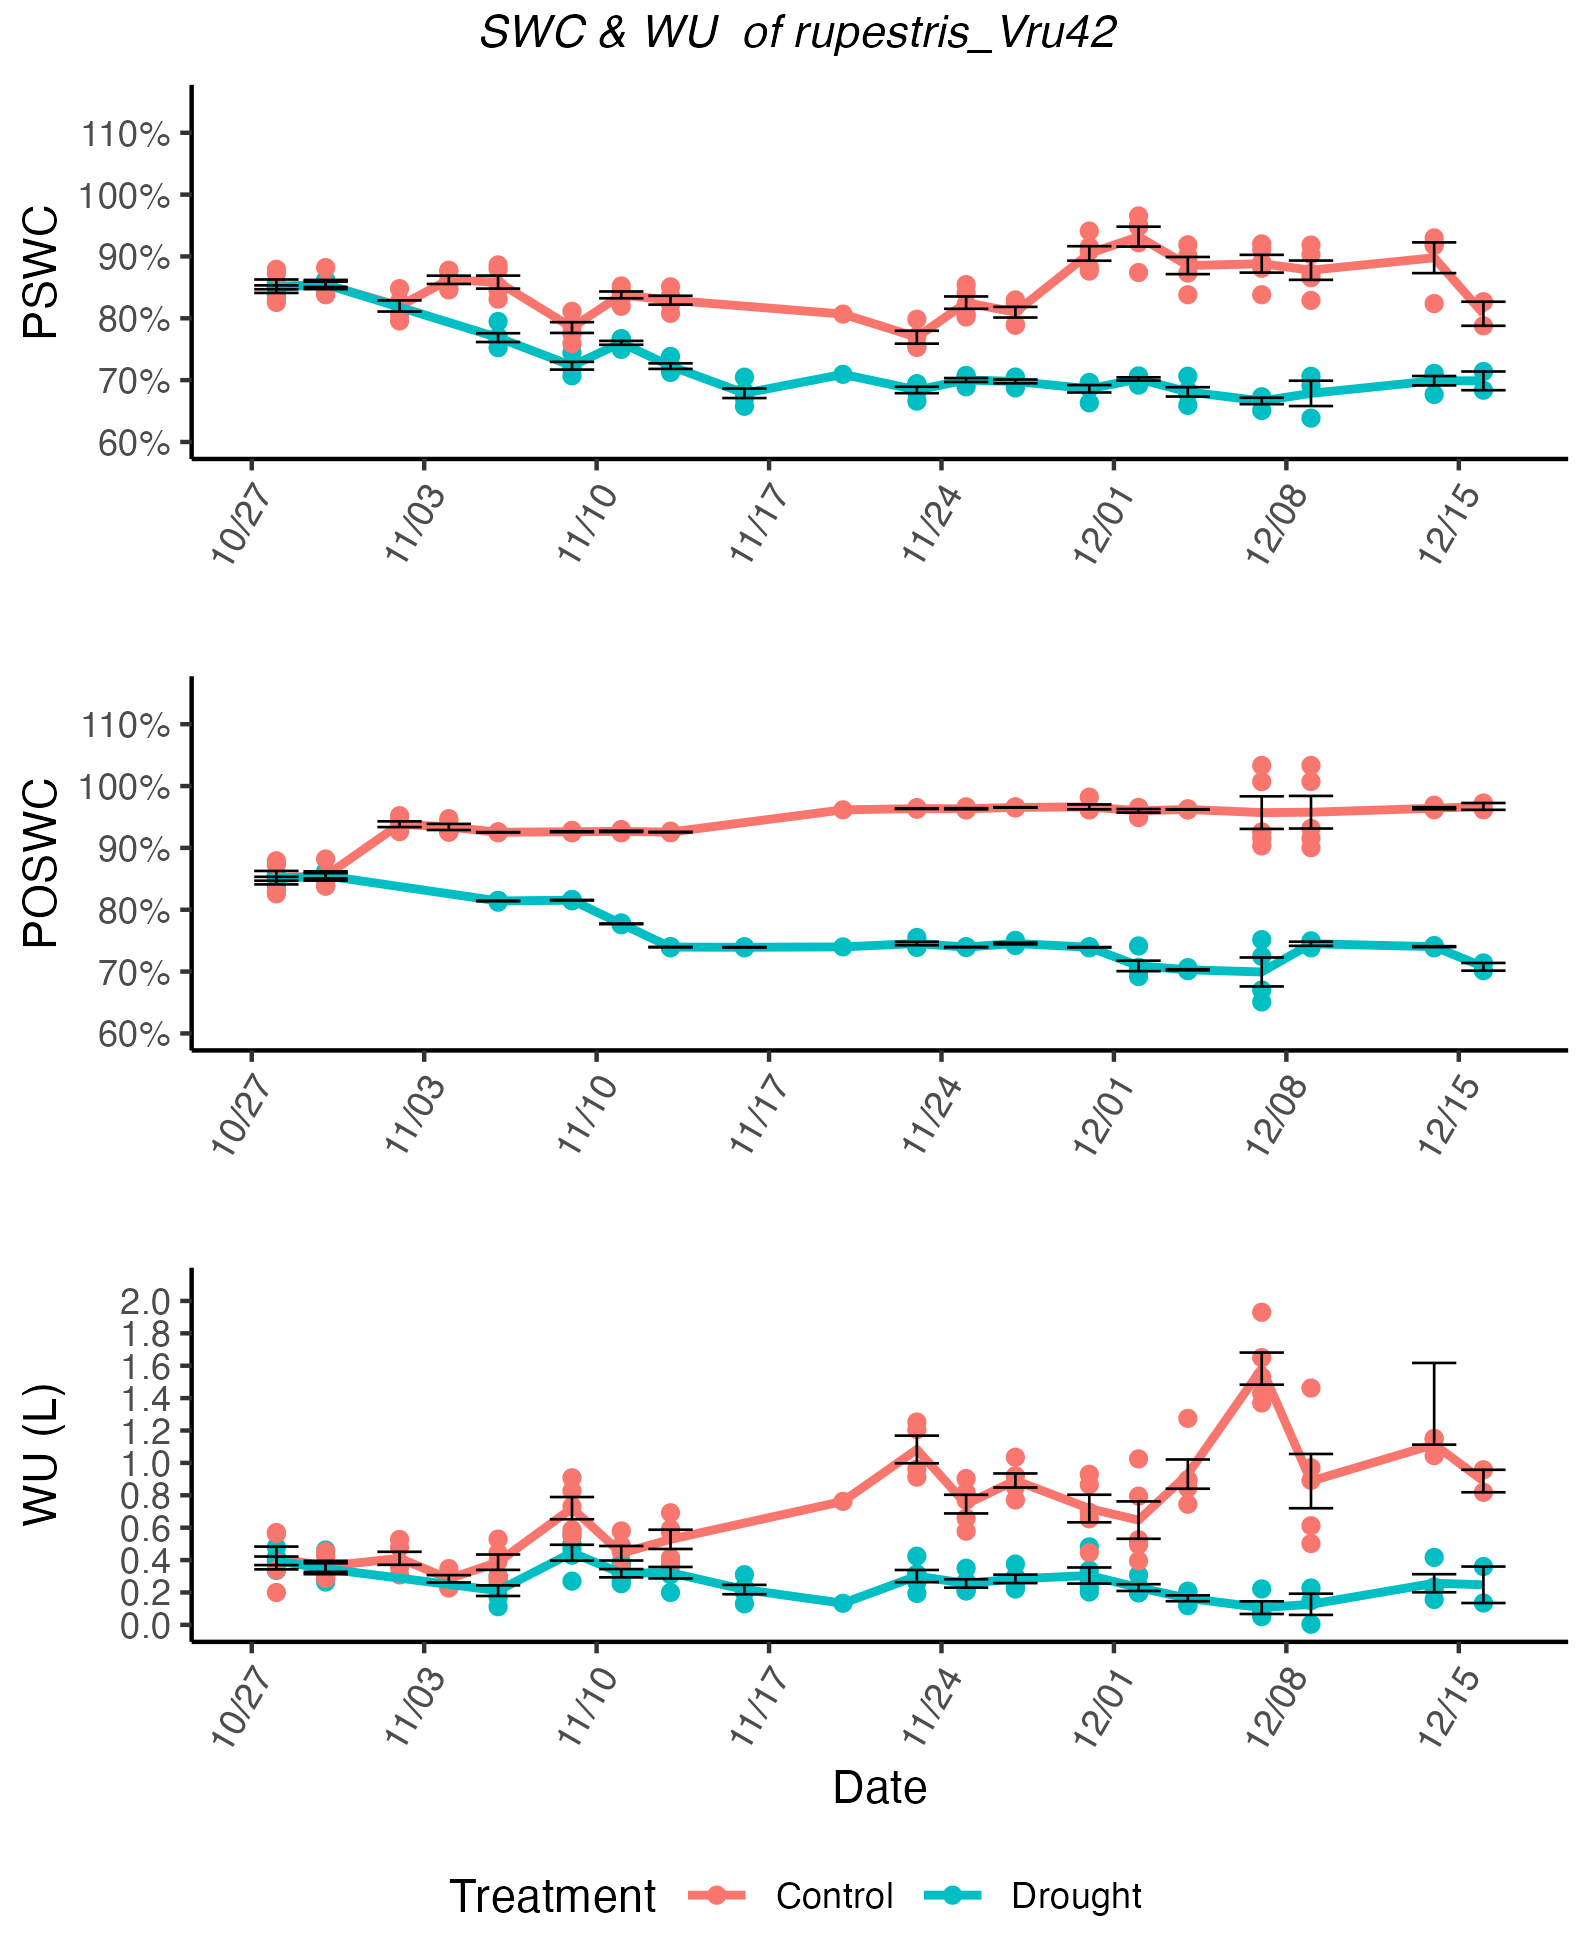 SWC & WU of rupestris_Vru42
PSWC
110%
100%
90%
80%
70%
60%
10/27 11/03 11/10 11/17 11/24 12/01 12/08 12/15
POSWC
110%
100%
90%
80%
70%
60%
10/27 11/03 11/10 11/17 11/24 12/01 12/08 12/15
WU (L)
2.0
1.8
1.6
1.4
1.2
1.0
0.8
0.6
0.4
0.2
0.0
10/27 11/03 11/10 11/17 11/24 12/01 12/08 12/15
Date
Treatment Control Drought